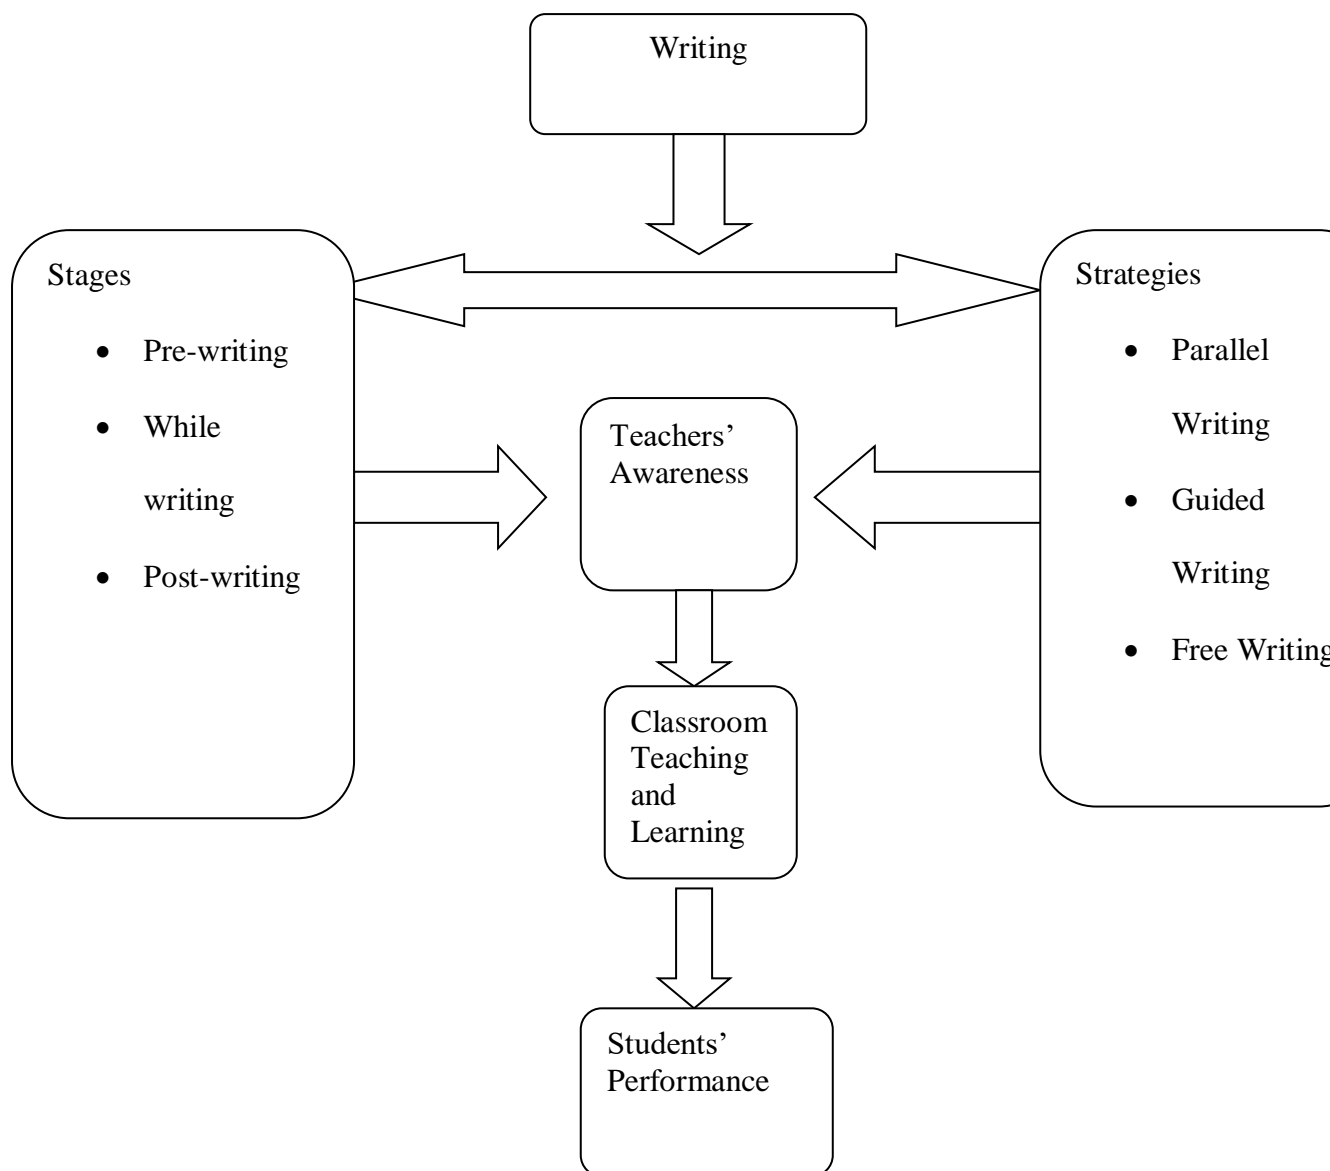 Writing
Stages
• Pre-writing
• While
writing
• Post-writing
Strategies
• Parallel
Writing
• Guided
Writing
• Free Writing
Teachers’
Awareness
Classroom
Teaching
and
Learning
Students’
Performance